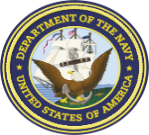 DEPARTMENT OF THE NAVY
UNITED STATES OF AMERICA